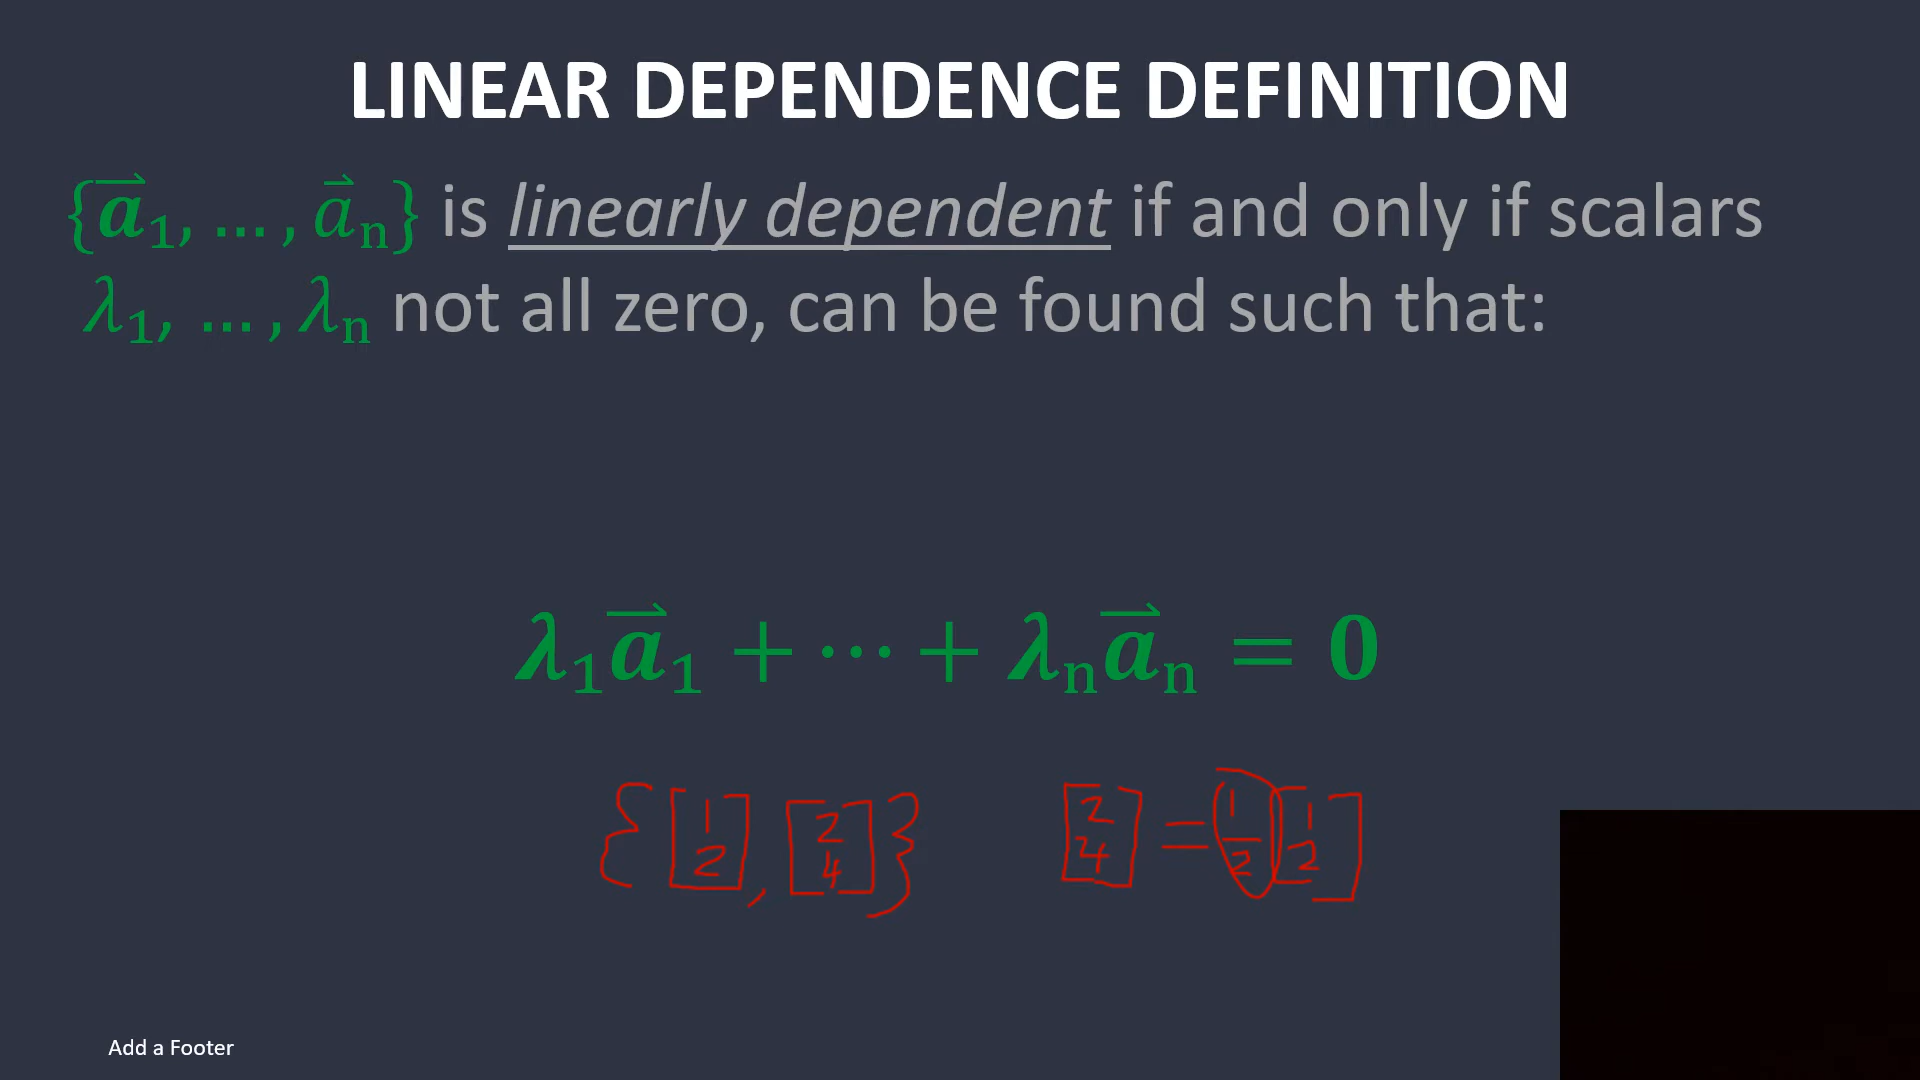 LINEAR DEPENDENCE DEFINITION
{a⃗₁, … , a⃗ₙ} is linearly dependent if and only if scalars
λ₁, … , λₙ not all zero, can be found such that:
λ₁a⃗₁ + ⋯ + λₙa⃗ₙ = 0
{[1 2], [2 4]} [2 4] = 1/2 [1 2]
Add a Footer